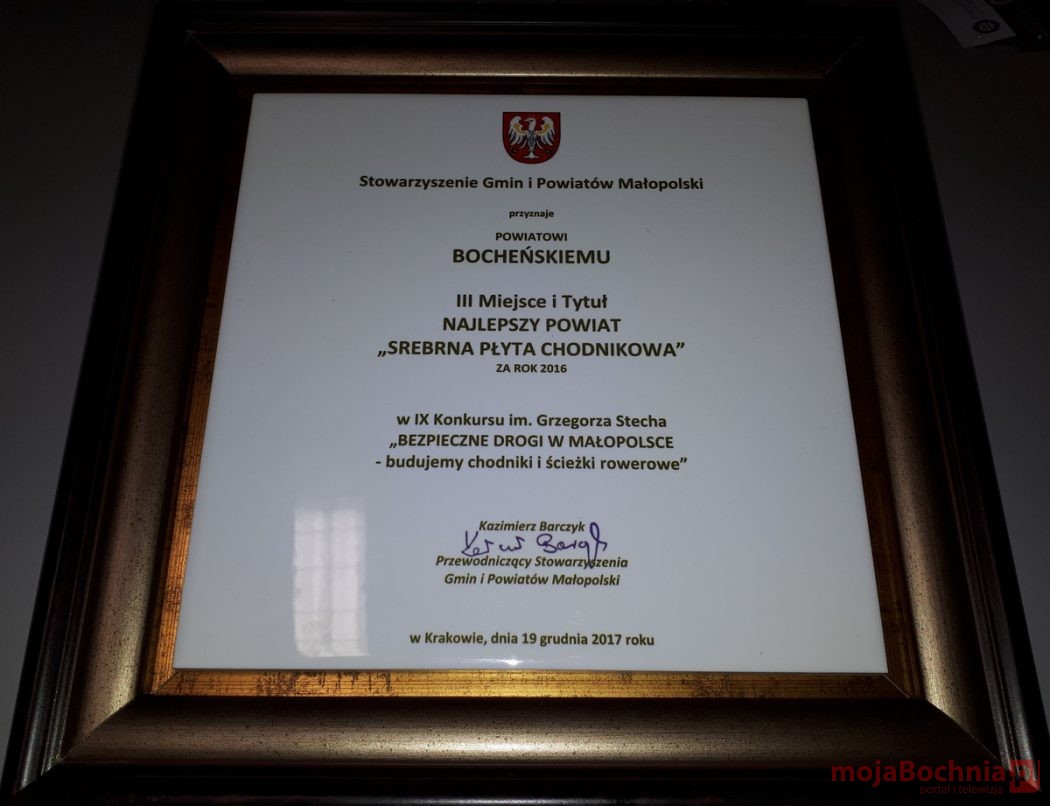 Stowarzyszenie Gmin i Powiatów Małopolski
przyznaje
POWIATOWI
BOCHEŃSKIEMU
III Miejsce i Tytuł
NAJLEPSZY POWIAT
„SREBRNA PŁYTA CHODNIKOWA”
ZA ROK 2016
w IX Konkursu im. Grzegorza Stecha
„BEZPIECZNE DROGI W MAŁOPOLSCE
- budujemy chodniki i ścieżki rowerowe”
Kazimierz Barczyk
Przewodniczący Stowarzyszenia
Gmin i Powiatów Małopolski
w Krakowie, dnia 19 grudnia 2017 roku
mojaBochnia.pl
portal i telewizja